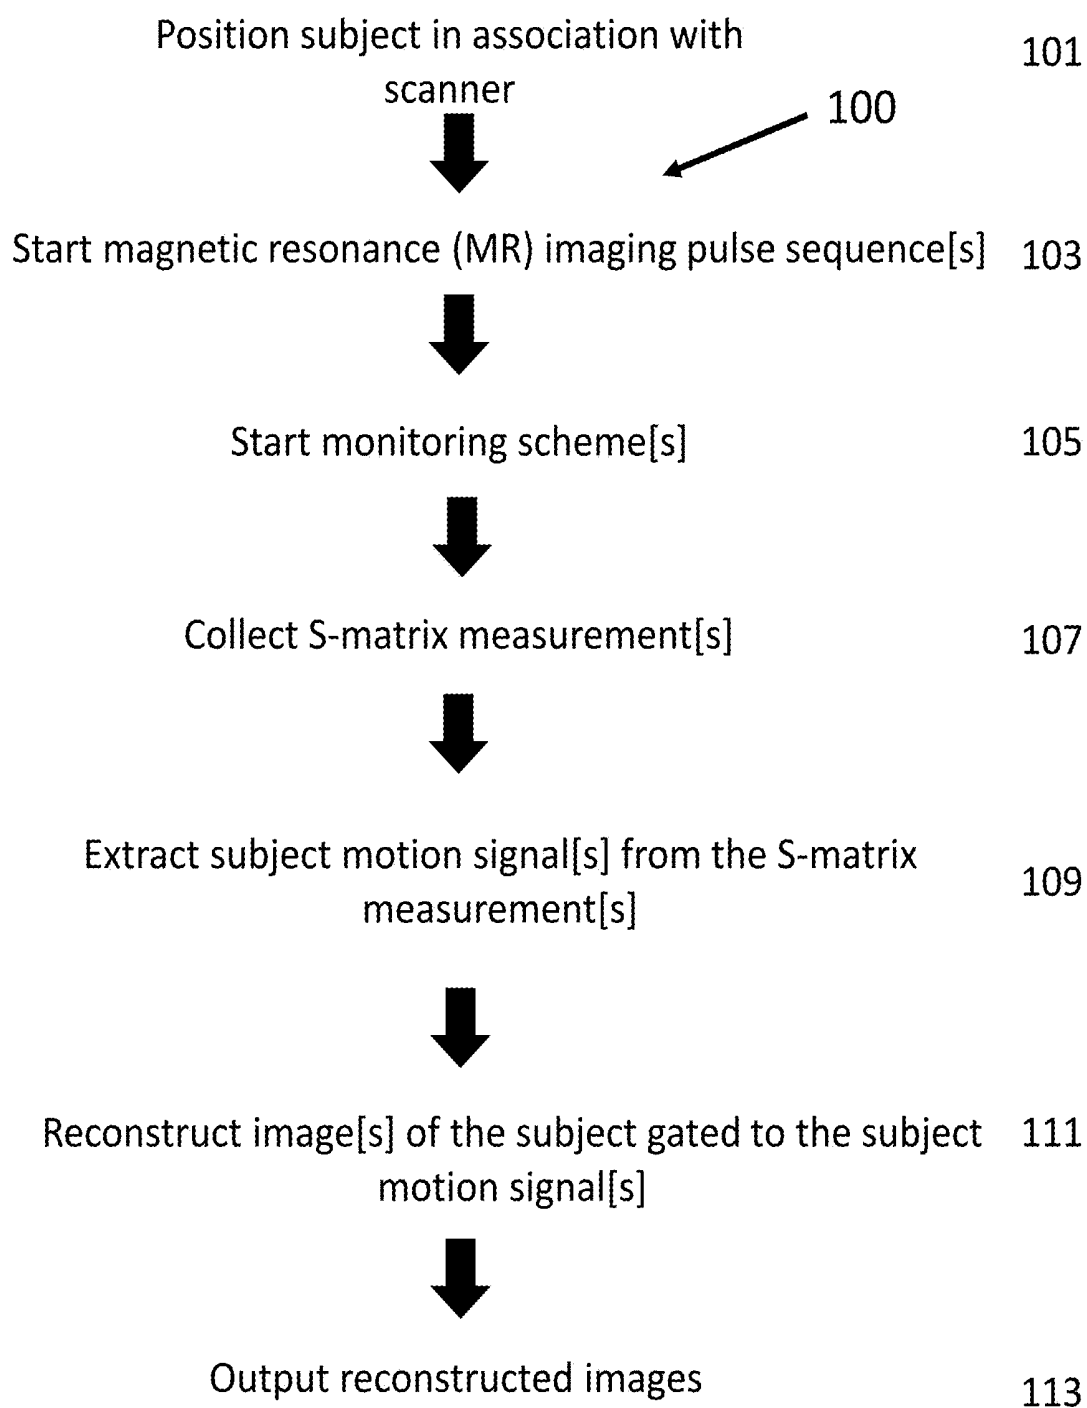 Position subject in association with
scanner
101
100
Start magnetic resonance (MR) imaging pulse sequence[s]
103
Start monitoring scheme[s]
105
Collect S-matrix measurement[s]
107
Extract subject motion signal[s] from the S-matrix
measurement[s]
109
Reconstruct image[s] of the subject gated to the subject
motion signal[s]
111
Output reconstructed images
113